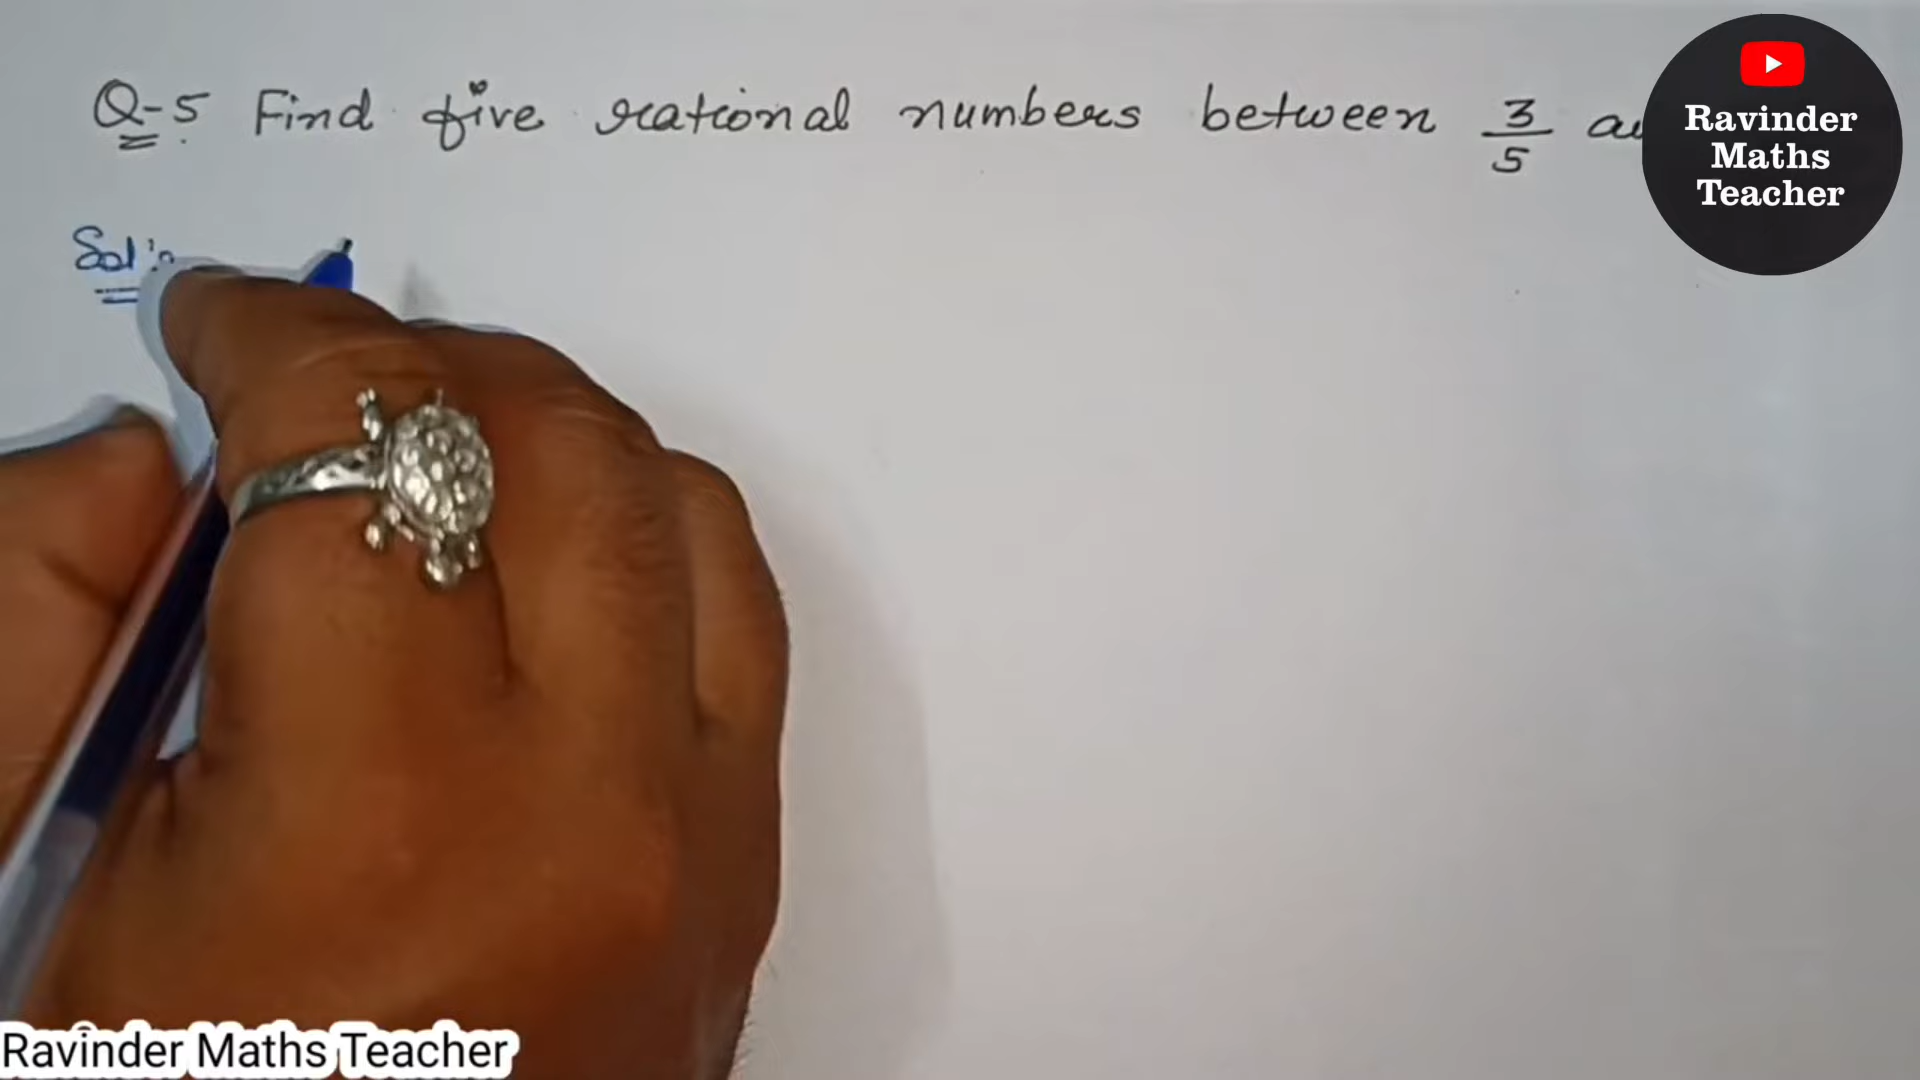 Q-5 Find five rational numbers between 3/5
Sol:
Ravinder
Maths
Teacher
Ravinder Maths Teacher